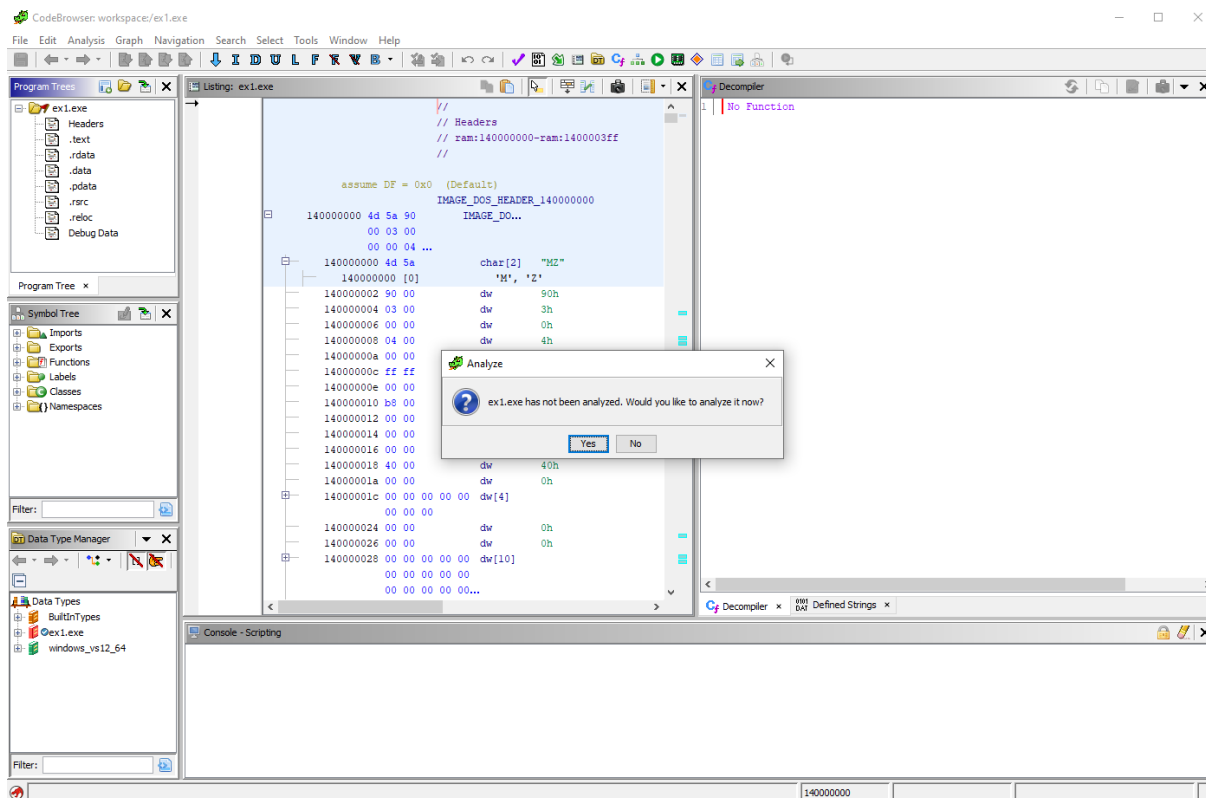 CodeBrowser: workspace:/ex1.exe
File Edit Analysis Graph Navigation Search Select Tools Window Help
I D U L F B
Program Trees
ex1.exe
Headers
.text
.rdata
.data
.pdata
.rsrc
.reloc
Debug Data
Program Tree ×
Symbol Tree
Imports
Exports
Functions
Labels
Classes
Namespaces
Filter:
Data Type Manager
Data Types
BuiltInTypes
ex1.exe
windows_vs12_64
Filter:
Listing: ex1.exe
//
// Headers
// ram:140000000-ram:1400003ff
//
assume DF = 0x0 (Default)
IMAGE_DOS_HEADER_140000000
140000000 4d 5a 90 IMAGE_DO...
00 03 00
00 00 04 ...
140000000 4d 5a char[2] "MZ"
140000000 [0] 'M', 'Z'
140000002 90 00 dw 90h
140000004 03 00 dw 3h
140000006 00 00 dw 0h
140000008 04 00 dw 4h
14000000a 00 00
14000000c ff ff
14000000e 00 00
140000010 b8 00
140000012 00 00
140000014 00 00
140000016 00 00
140000018 40 00 dw 40h
14000001a 00 00 dw 0h
14000001c 00 00 00 00 00 dw[4]
00 00 00
140000024 00 00 dw 0h
140000026 00 00 dw 0h
140000028 00 00 00 00 00 dw[10]
00 00 00 00 00
00 00 00 00 00...
Analyze
ex1.exe has not been analyzed. Would you like to analyze it now?
Yes No
Decompiler
1 No Function
Decompiler × Defined Strings ×
Console - Scripting
140000000